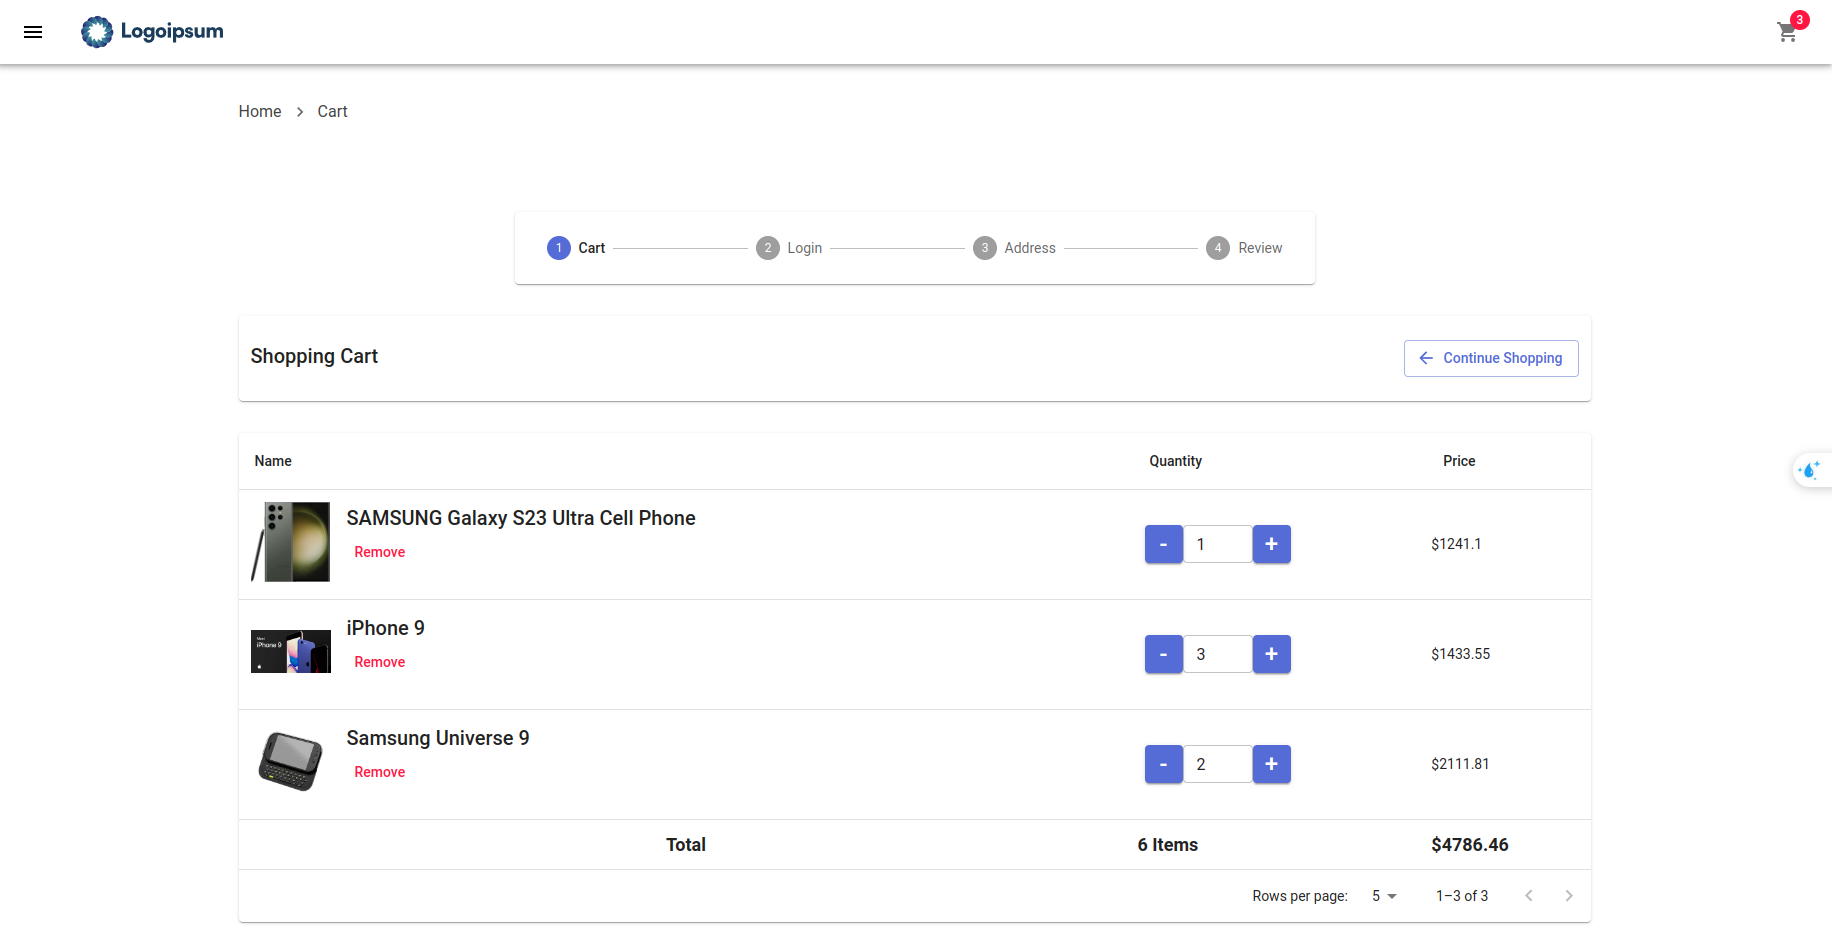 Logoipsum
3
Home > Cart
1 Cart 2 Login 3 Address 4 Review
Shopping Cart
Continue Shopping
Name Quantity Price
SAMSUNG Galaxy S23 Ultra Cell Phone
Remove
- 1 + $1241.1
iPhone 9
iPhone 9
Remove
- 3 + $1433.55
Samsung Universe 9
Remove
- 2 + $2111.81
Total 6 Items $4786.46
Rows per page: 5 1–3 of 3